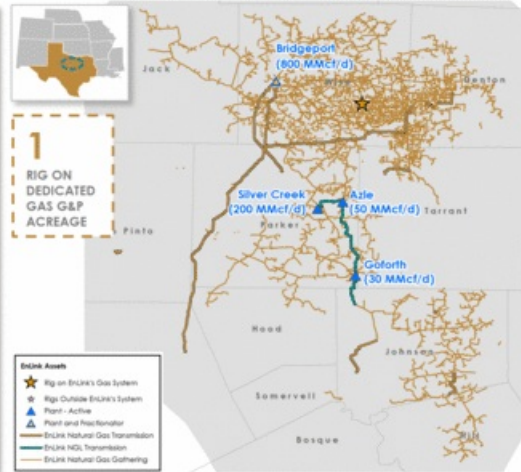 1
RIG ON
DEDICATED
GAS G&P
ACREAGE
Jack
Bridgeport
(800 MMcf/d)
Wise
Denton
Silver Creek
(200 MMcf/d)
Azle
(50 MMcf/d)
Pinto
Parker
Tarrant
Goforth
(30 MMcf/d)
Hood
Johnson
Somervell
Bosque
Hill
EnLink Assets
Rig on EnLink's Gas System
Rigs Outside EnLink's System
Plant - Active
Plant and Fractionator
EnLink Natural Gas Transmission
EnLink NGL Transmission
EnLink Natural Gas Gathering